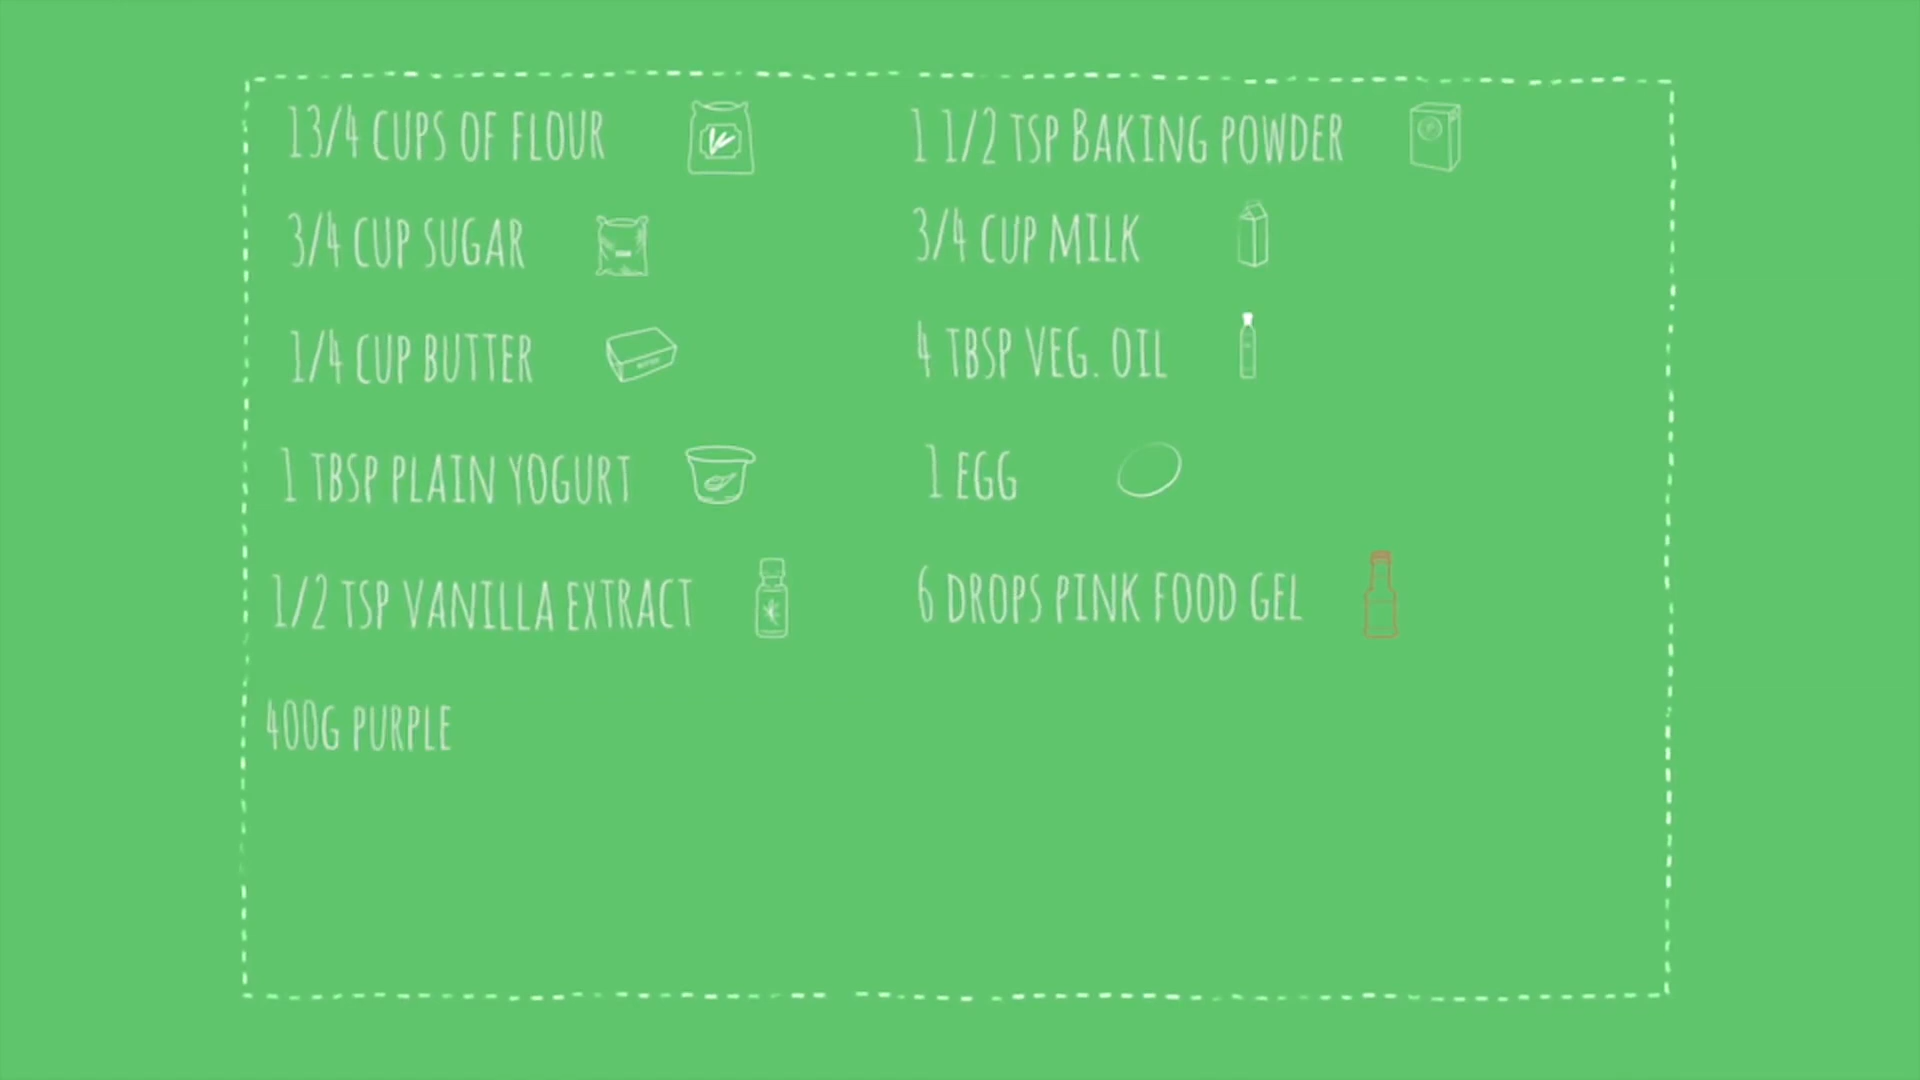 13/4 CUPS OF FLOUR
1 1/2 TSP BAKING POWDER
3/4 CUP SUGAR
3/4 CUP MILK
1/4 CUP BUTTER
4 TBSP VEG. OIL
1 TBSP PLAIN YOGURT
1 EGG
1/2 TSP VANILLA EXTRACT
6 DROPS PINK FOOD GEL
400G PURPLE